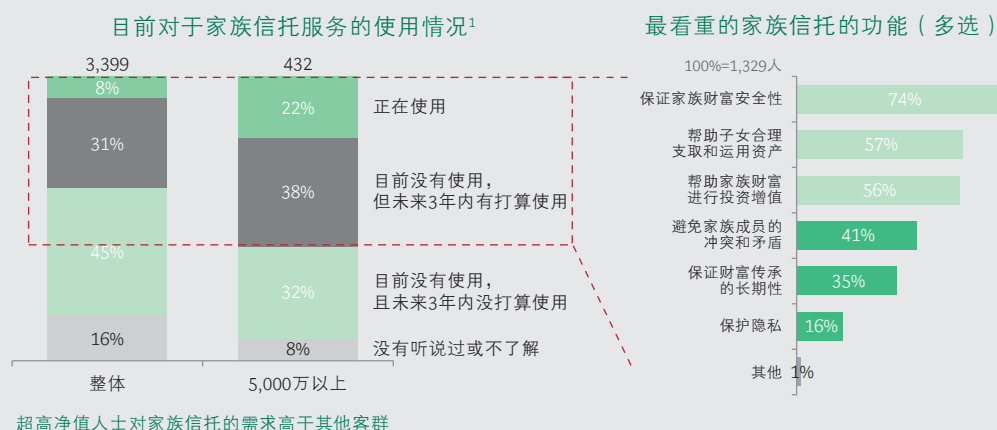 目前对于家族信托服务的使用情况¹
3,399
432
8%
31%
45%
16%
22%
38%
32%
8%
正在使用
目前没有使用，
但未来3年内有打算使用
目前没有使用，
且未来3年内没打算使用
没有听说过或不了解
整体
5,000万以上
超高净值人士对家族信托的需求高于其他客群
最看重的家族信托的功能（多选）
100%=1,329人
保证家族财富安全性
74%
帮助子女合理
支取和运用资产
57%
帮助家族财富
进行投资增值
56%
避免家族成员的
冲突和矛盾
41%
保证财富传承
的长期性
35%
保护隐私
16%
其他
1%